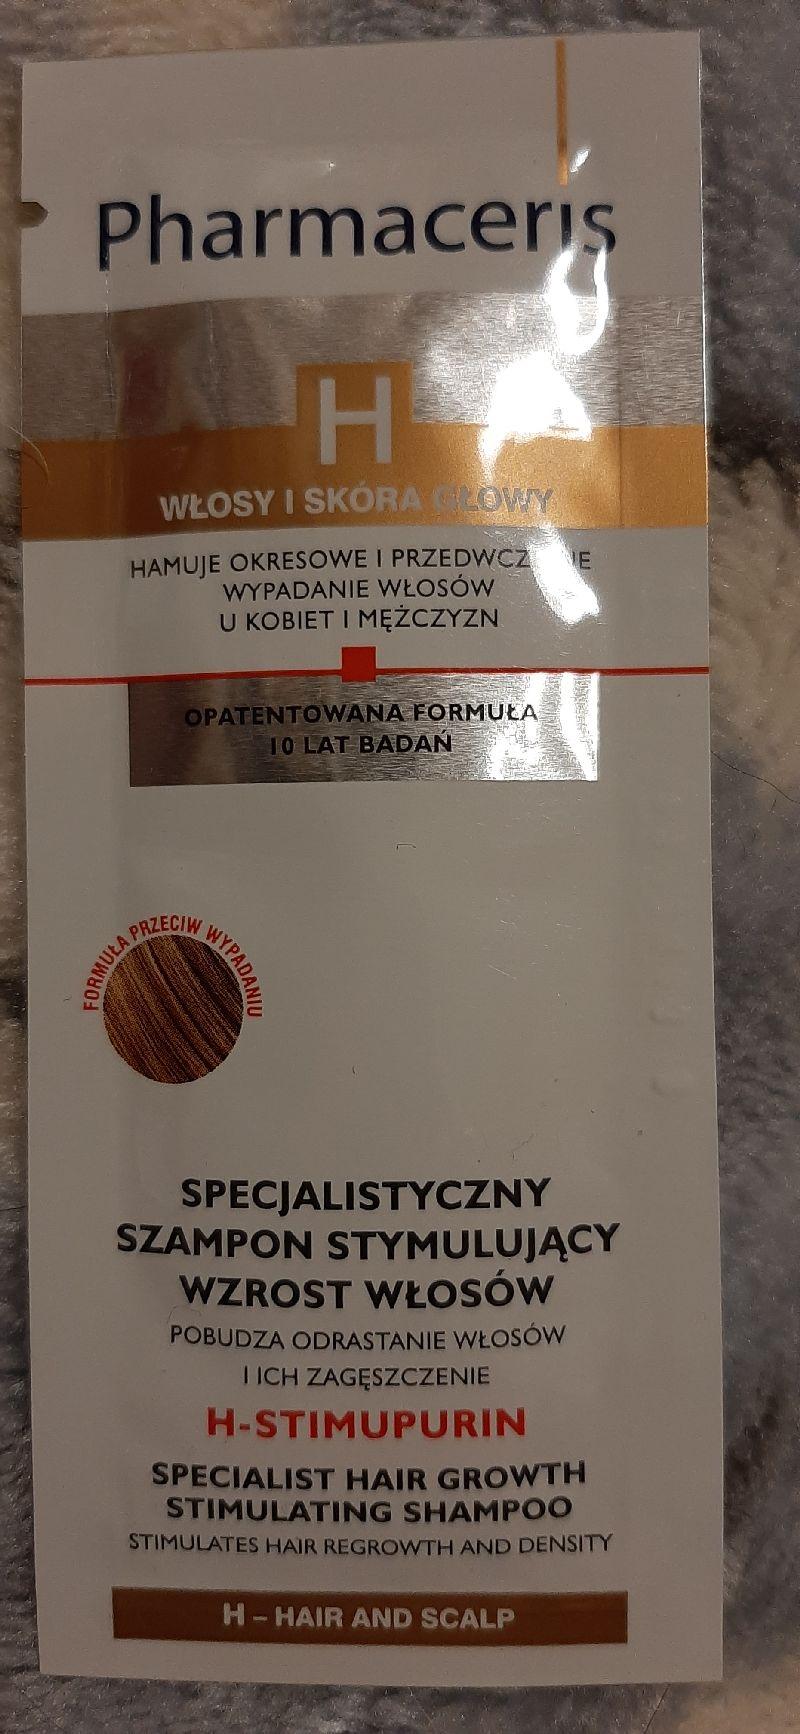 Pharmaceris
H
WŁOSY I SKÓRA GŁOWY
HAMUJE OKRESOWE I
WYPADANIE WŁOSÓW
U KOBIET I MĘŻCZYZN
OPATENTOWANA FORMUŁA
10 LAT BADAŃ
FORMUŁA PRZECIW WYPADANIU
SPECJALISTYCZNY
SZAMPON STYMULUJĄCY
WZROST WŁOSÓW
POBUDZA ODRASTANIE WŁOSÓW
I ICH ZAGĘSZCZENIE
H-STIMUPURIN
SPECIALIST HAIR GROWTH
STIMULATING SHAMPOO
STIMULATES HAIR REGROWTH AND DENSITY
H – HAIR AND SCALP